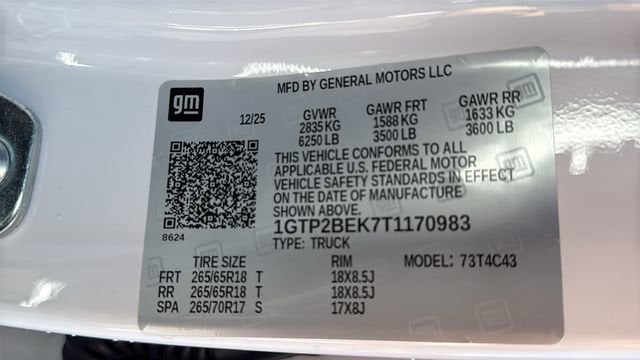 MFD BY GENERAL MOTORS LLC
gm
12/25
GVWR GAWR FRT GAWR RR
2835 KG 1588 KG 1633 KG
6250 LB 3500 LB 3600 LB
THIS VEHICLE CONFORMS TO ALL
APPLICABLE U.S. FEDERAL MOTOR
VEHICLE SAFETY STANDARDS IN EFFECT
ON THE DATE OF MANUFACTURE
SHOWN ABOVE.
8624
1GTP2BEK7T1170983
TYPE: TRUCK
TIRE SIZE RIM MODEL: 73T4C43
FRT 265/65R18 T 18X8.5J
RR 265/65R18 T 18X8.5J
SPA 265/70R17 S 17X8J